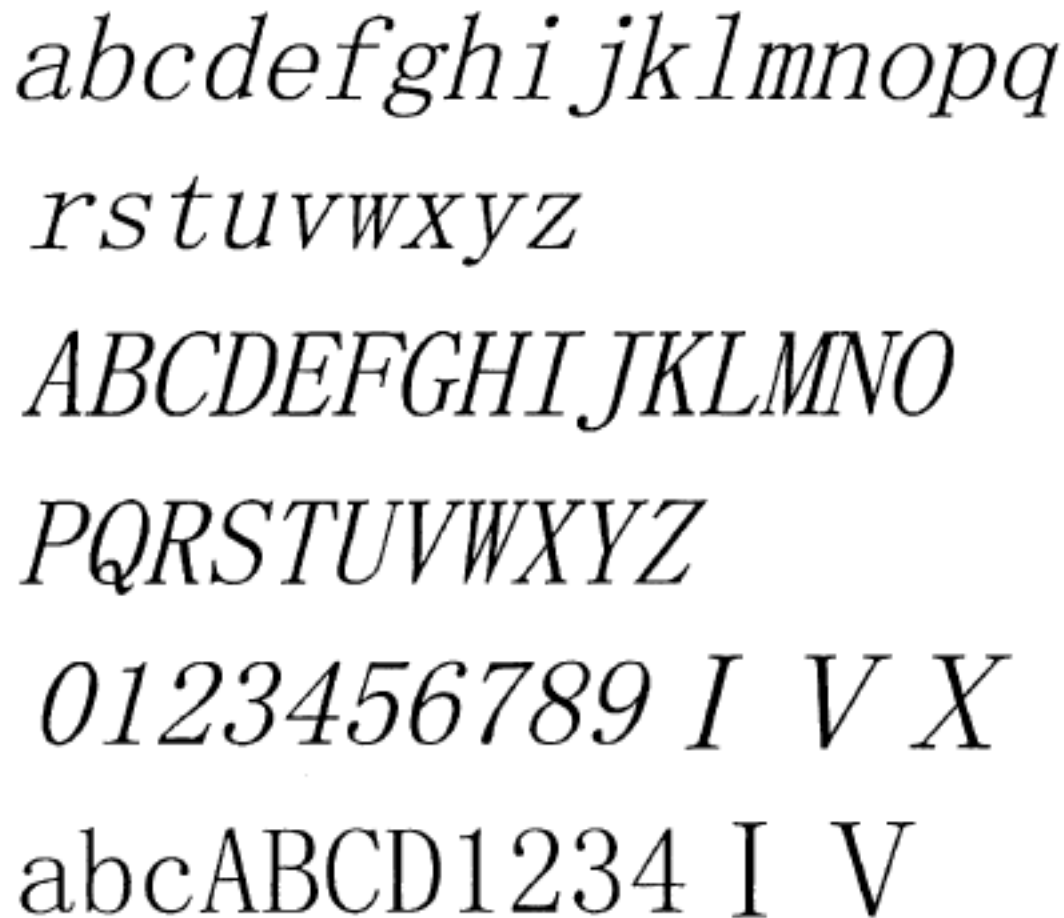 abcdefghijklmnopq
rstuvwxyz
ABCDEFGHIJKLMNO
PQRSTUVWXYZ
0123456789 I V X
abcABCD1234 I V